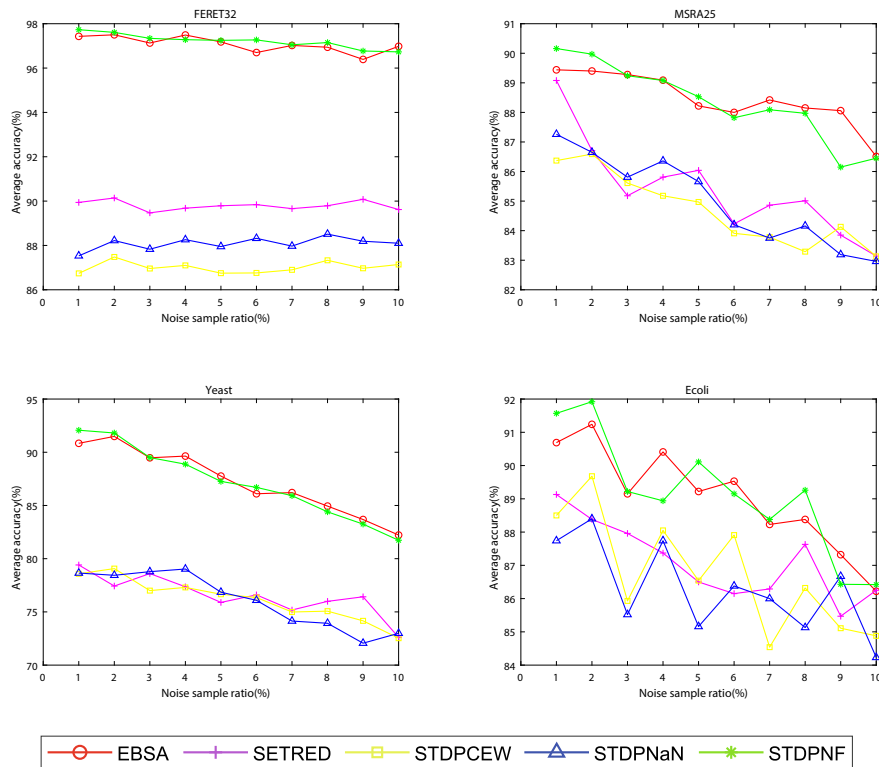 FERET32
Average accuracy(%)
98
96
94
92
90
88
86
0 1 2 3 4 5 6 7 8 9 10
Noise sample ratio(%)
MSRA25
Average accuracy(%)
91
90
89
88
87
86
85
84
83
82
0 1 2 3 4 5 6 7 8 9 10
Noise sample ratio(%)
Yeast
Average accuracy(%)
95
90
85
80
75
70
0 1 2 3 4 5 6 7 8 9 10
Noise sample ratio(%)
Ecoli
Average accuracy(%)
92
91
90
89
88
87
86
85
84
0 1 2 3 4 5 6 7 8 9 10
Noise sample ratio(%)
EBSA SETRED STDPCEW STDPNaN STDPNF